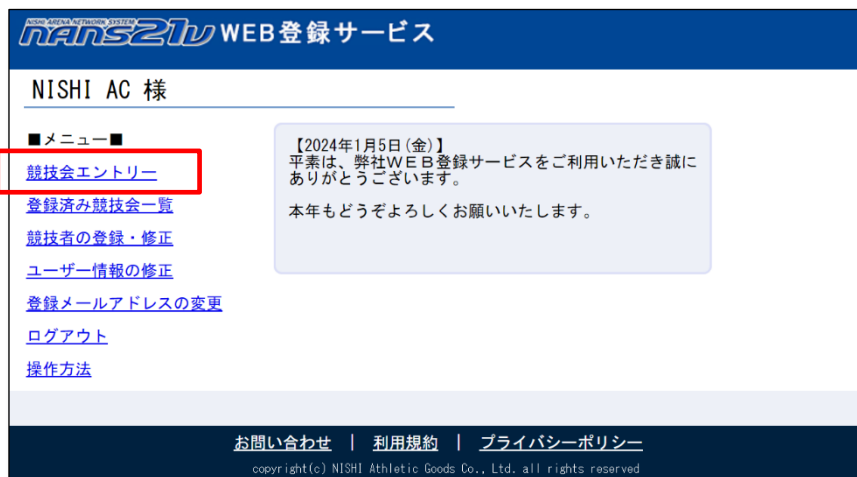 NISHI ARENA NETWORK SYSTEM
nans21v WEB登録サービス
NISHI AC 様
■メニュー■
競技会エントリー
登録済み競技会一覧
競技者の登録・修正
ユーザー情報の修正
登録メールアドレスの変更
ログアウト
操作方法
【2024年1月5日(金)】
平素は、弊社ＷＥＢ登録サービスをご利用いただき誠に
ありがとうございます。
本年もどうぞよろしくお願いいたします。
お問い合わせ | 利用規約 | プライバシーポリシー
copyright(c) NISHI Athletic Goods Co., Ltd. all rights reserved